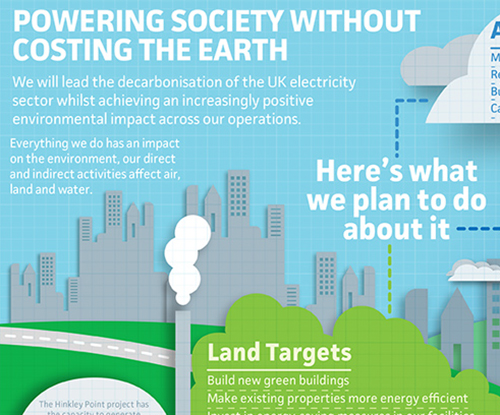 POWERING SOCIETY WITHOUT
COSTING THE EARTH
We will lead the decarbonisation of the UK electricity
sector whilst achieving an increasingly positive
environmental impact across our operations.
Everything we do has an impact
on the environment, our direct
and indirect activities affect air,
land and water.
Here's what
we plan to do
about it
Land Targets
Build new green buildings
Make existing properties more energy efficient
The Hinkley Point project has
the capacity to generate